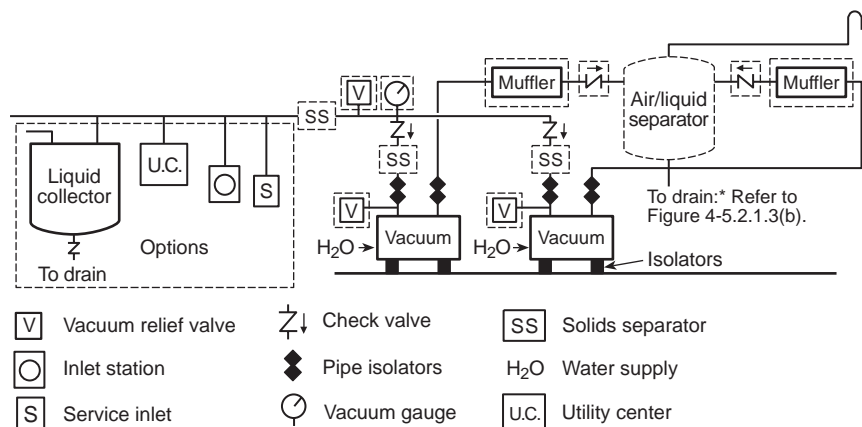 Muffler
Muffler
V
SS
Air/liquid
separator
U.C.
Liquid
collector
S
SS
SS
V
V
To drain:* Refer to
Figure 4-5.2.1.3(b).
Options
H2O
Vacuum
H2O
Vacuum
To drain
Isolators
V Vacuum relief valve
Check valve
SS Solids separator
Inlet station
Pipe isolators
H2O Water supply
S Service inlet
Vacuum gauge
U.C. Utility center